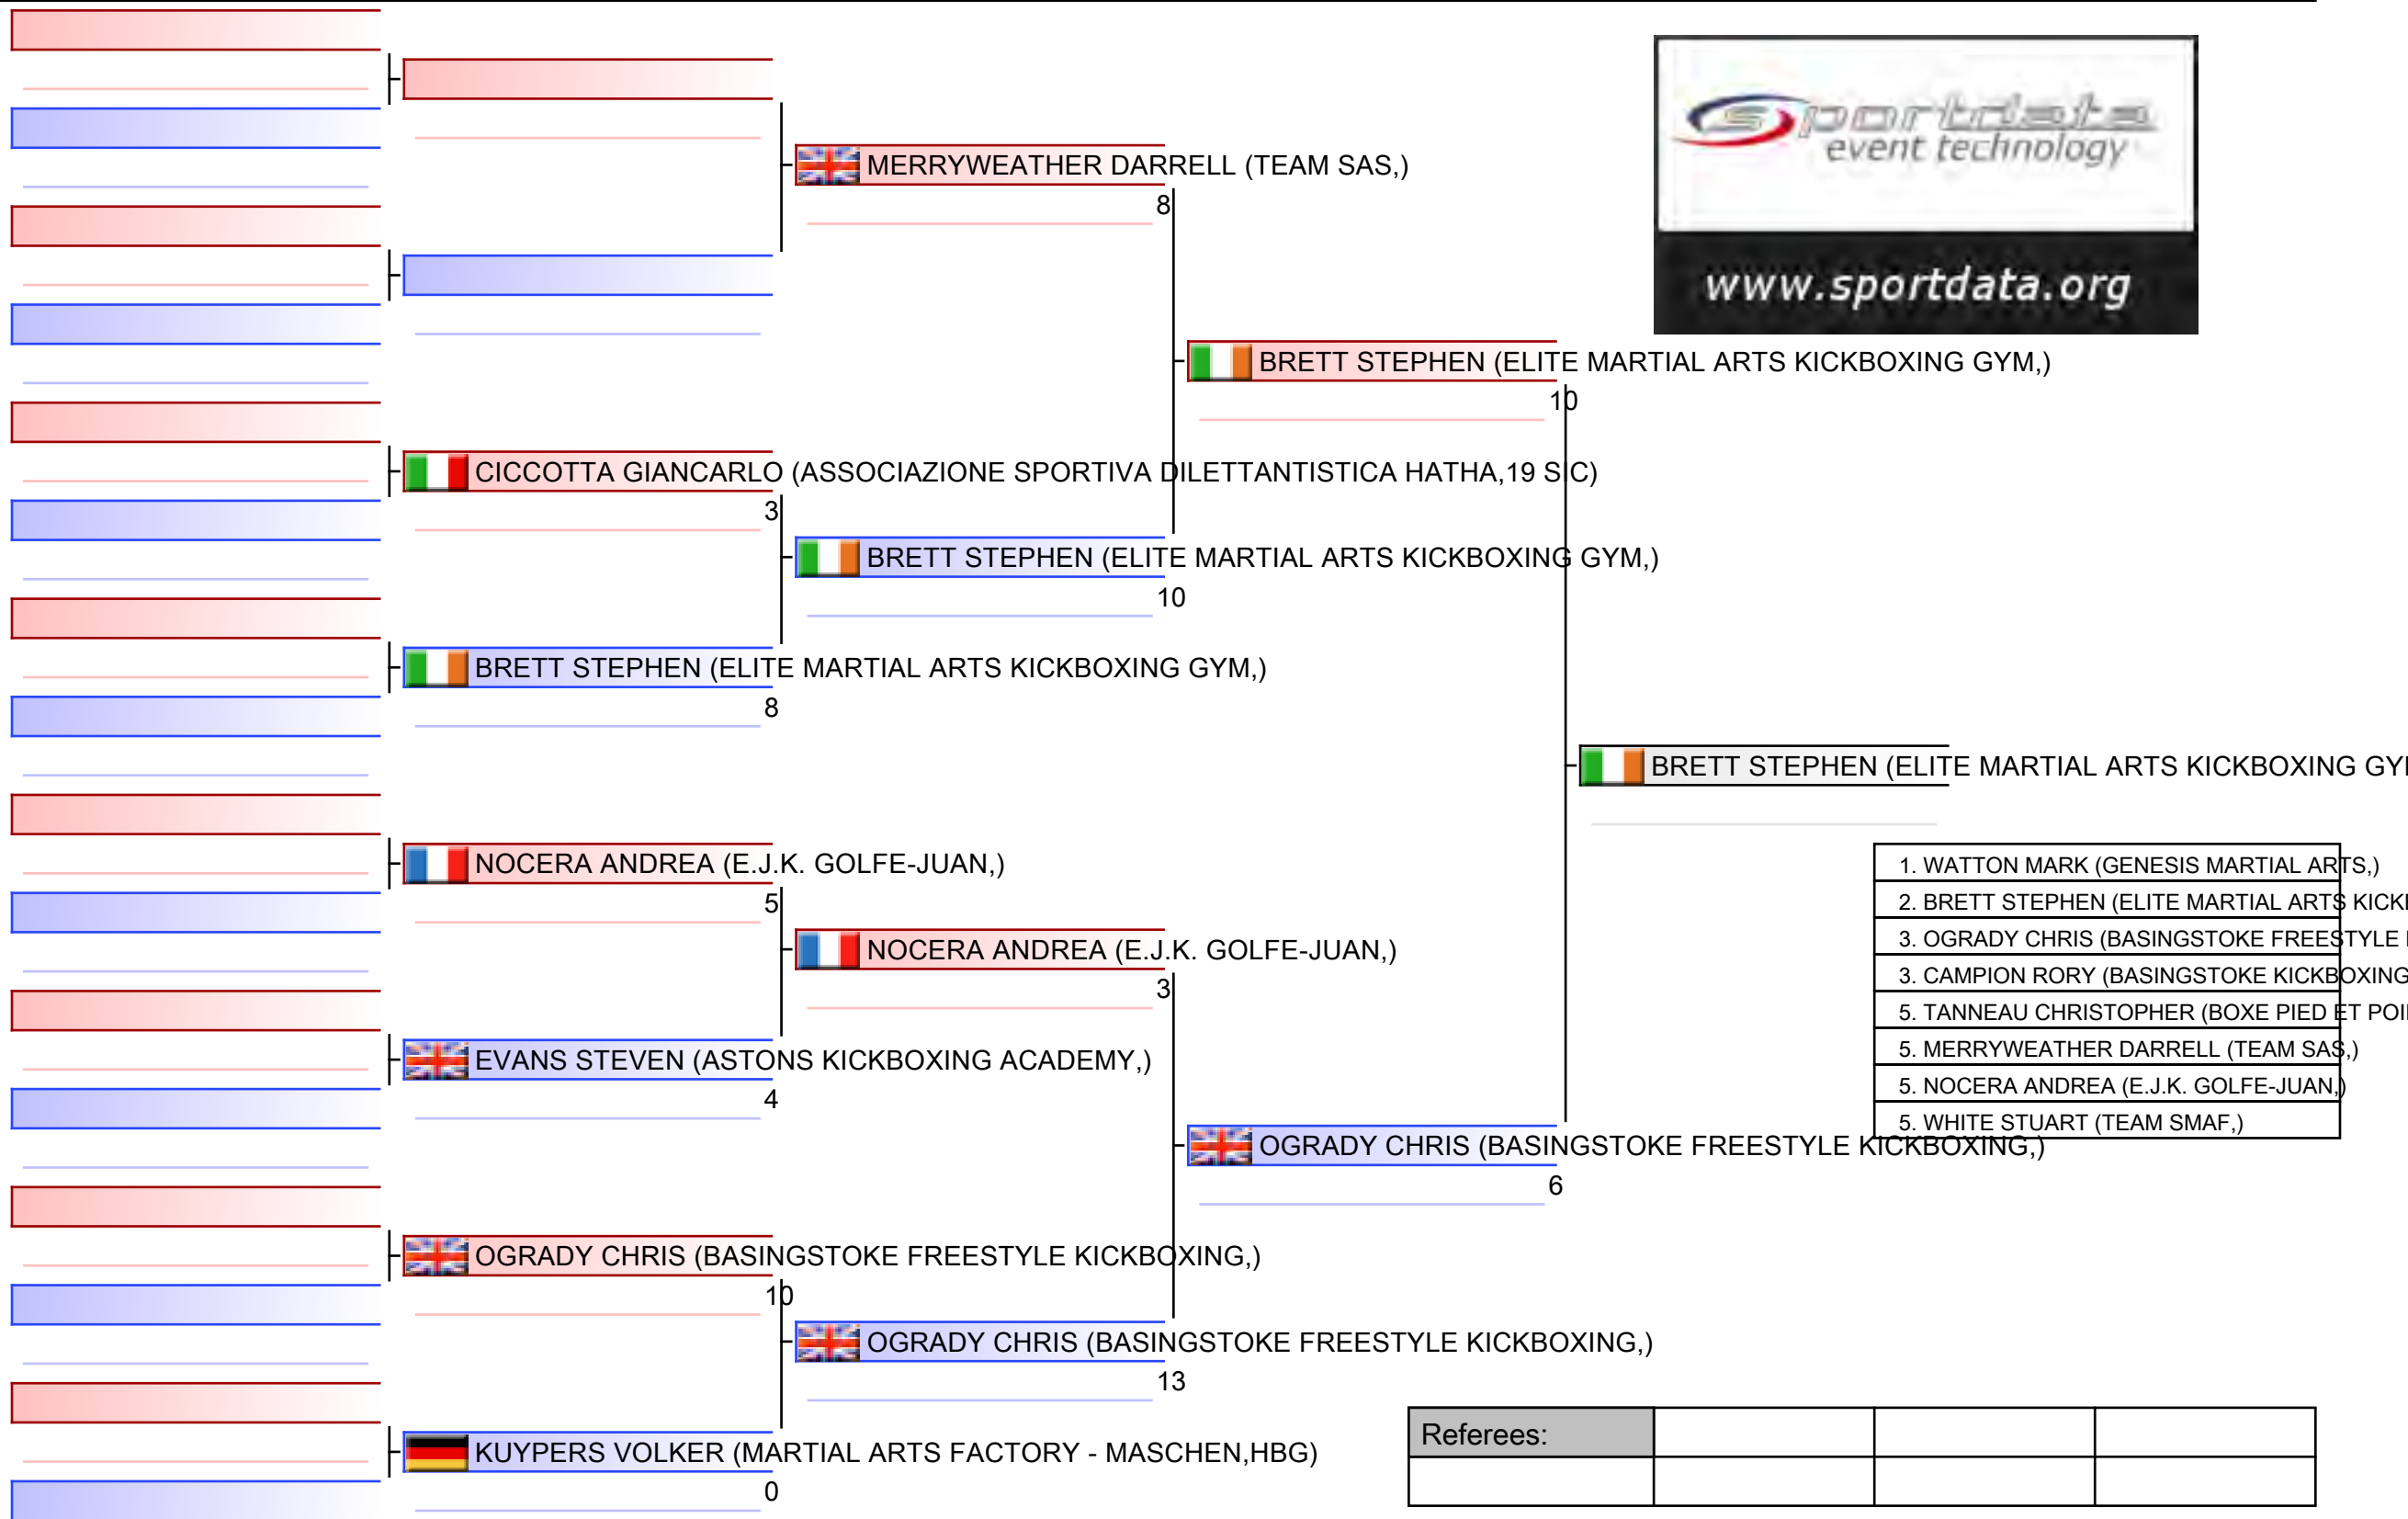 sportdata
event technology
www.sportdata.org
MERRYWEATHER DARRELL (TEAM SAS,)
8
BRETT STEPHEN (ELITE MARTIAL ARTS KICKBOXING GYM,)
10
CICCOTTA GIANCARLO (ASSOCIAZIONE SPORTIVA DILETTANTISTICA HATHA,19 SIC)
3
BRETT STEPHEN (ELITE MARTIAL ARTS KICKBOXING GYM,)
10
BRETT STEPHEN (ELITE MARTIAL ARTS KICKBOXING GYM,)
8
BRETT STEPHEN (ELITE MARTIAL ARTS KICKBOXING
NOCERA ANDREA (E.J.K. GOLFE-JUAN,)
5
NOCERA ANDREA (E.J.K. GOLFE-JUAN,)
3
EVANS STEVEN (ASTONS KICKBOXING ACADEMY,)
4
1. WATTON MARK (GENESIS MARTIAL ARTS,)
2. BRETT STEPHEN (ELITE MARTIAL ARTS
3. OGRADY CHRIS (BASINGSTOKE FREESTYLE
3. CAMPION RORY (BASINGSTOKE KICKBOXING
5. TANNEAU CHRISTOPHER (BOXE PIED ET
5. MERRYWEATHER DARRELL (TEAM SAS,)
5. NOCERA ANDREA (E.J.K. GOLFE-JUAN,)
5. WHITE STUART (TEAM SMAF,)
OGRADY CHRIS (BASINGSTOKE FREESTYLE KICKBOXING,)
6
OGRADY CHRIS (BASINGSTOKE FREESTYLE KICKBOXING,)
10
OGRADY CHRIS (BASINGSTOKE FREESTYLE KICKBOXING,)
13
KUYPERS VOLKER (MARTIAL ARTS FACTORY - MASCHEN,HBG)
0
Referees: